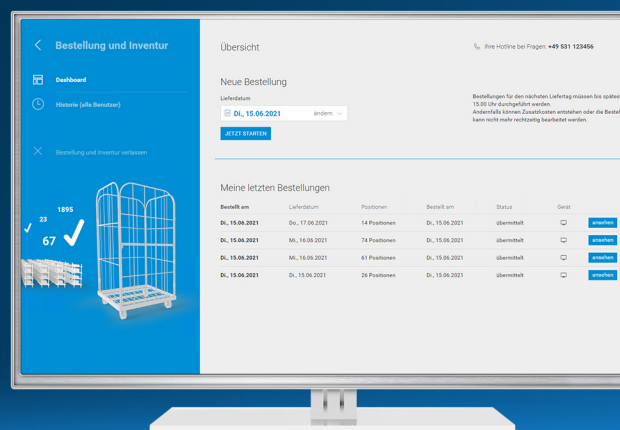 Bestellung und Inventur
Dashboard
Historie (alle Benutzer)
Bestellung und Inventur verlassen
1895
23
67
Übersicht
Ihre Hotline bei Fragen: +49 531 123456
Neue Bestellung
Lieferdatum
Di., 15.06.2021 ändern
JETZT STARTEN
Bestellungen für den nächsten Liefertag müssen bis spätes
15.00 Uhr durchgeführt werden.
Andernfalls können Zusatzkosten entstehen oder die Bestel
kann nicht mehr rechtzeitig bearbeitet werden.
Meine letzten Bestellungen
Bestellt am Lieferdatum Positionen Bestellt am Status Gerät
Di., 15.06.2021 Do., 17.06.2021 14 Positionen Di., 15.06.2021 übermittelt ansehen
Di., 15.06.2021 Mi., 16.06.2021 74 Positionen Di., 15.06.2021 übermittelt ansehen
Di., 15.06.2021 Mi., 16.06.2021 61 Positionen Di., 15.06.2021 übermittelt ansehen
Di., 15.06.2021 Di., 15.06.2021 26 Positionen Di., 15.06.2021 übermittelt ansehen